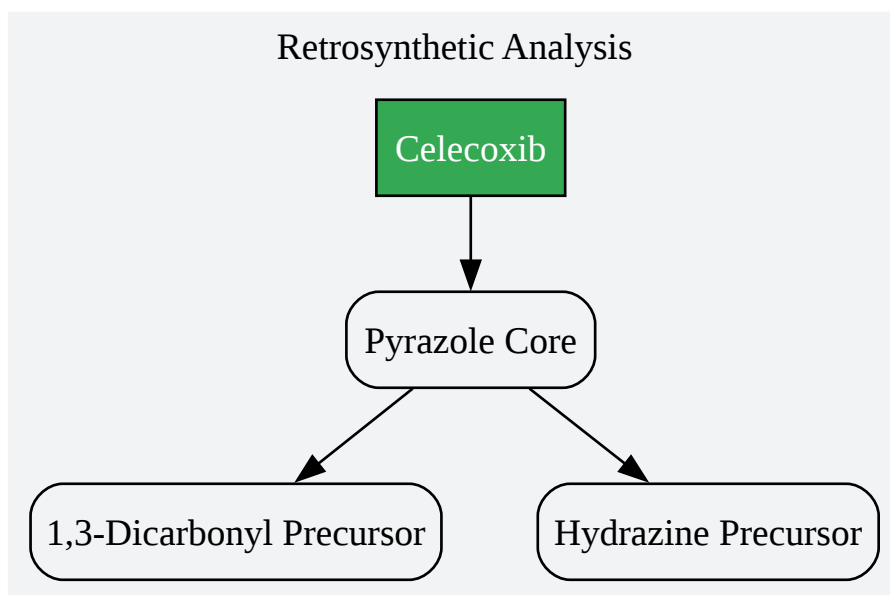 Retrosynthetic Analysis
Celecoxib
Pyrazole Core
1,3-Dicarbonyl Precursor
Hydrazine Precursor